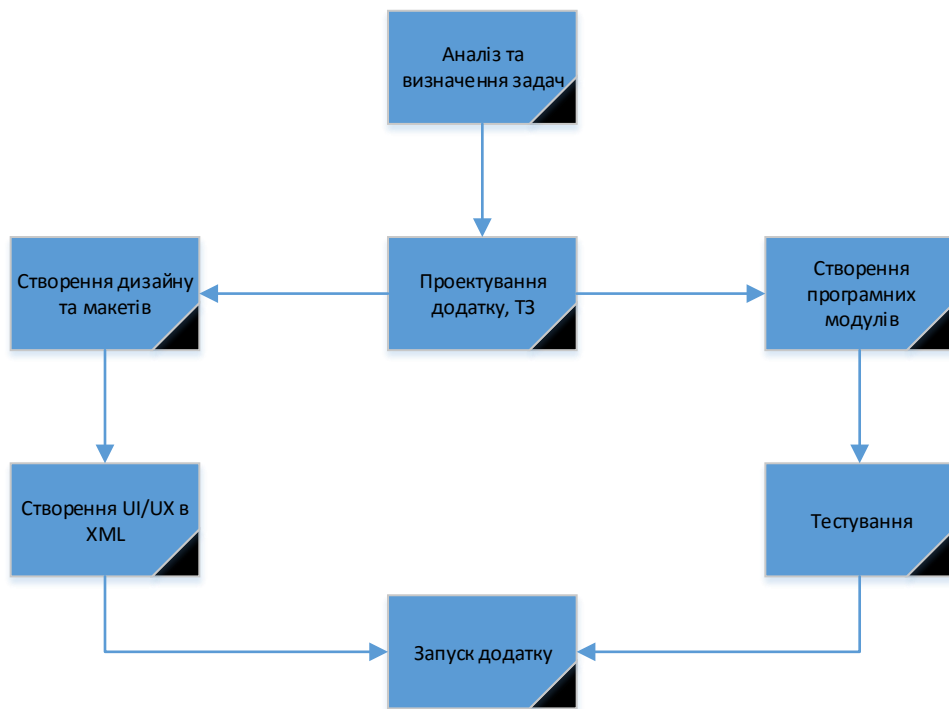 Аналіз та
визначення задач
Створення дизайну
та макетів
Проектування
додатку, ТЗ
Створення
програмних
модулів
Створення UI/UX в
XML
Тестування
Запуск додатку